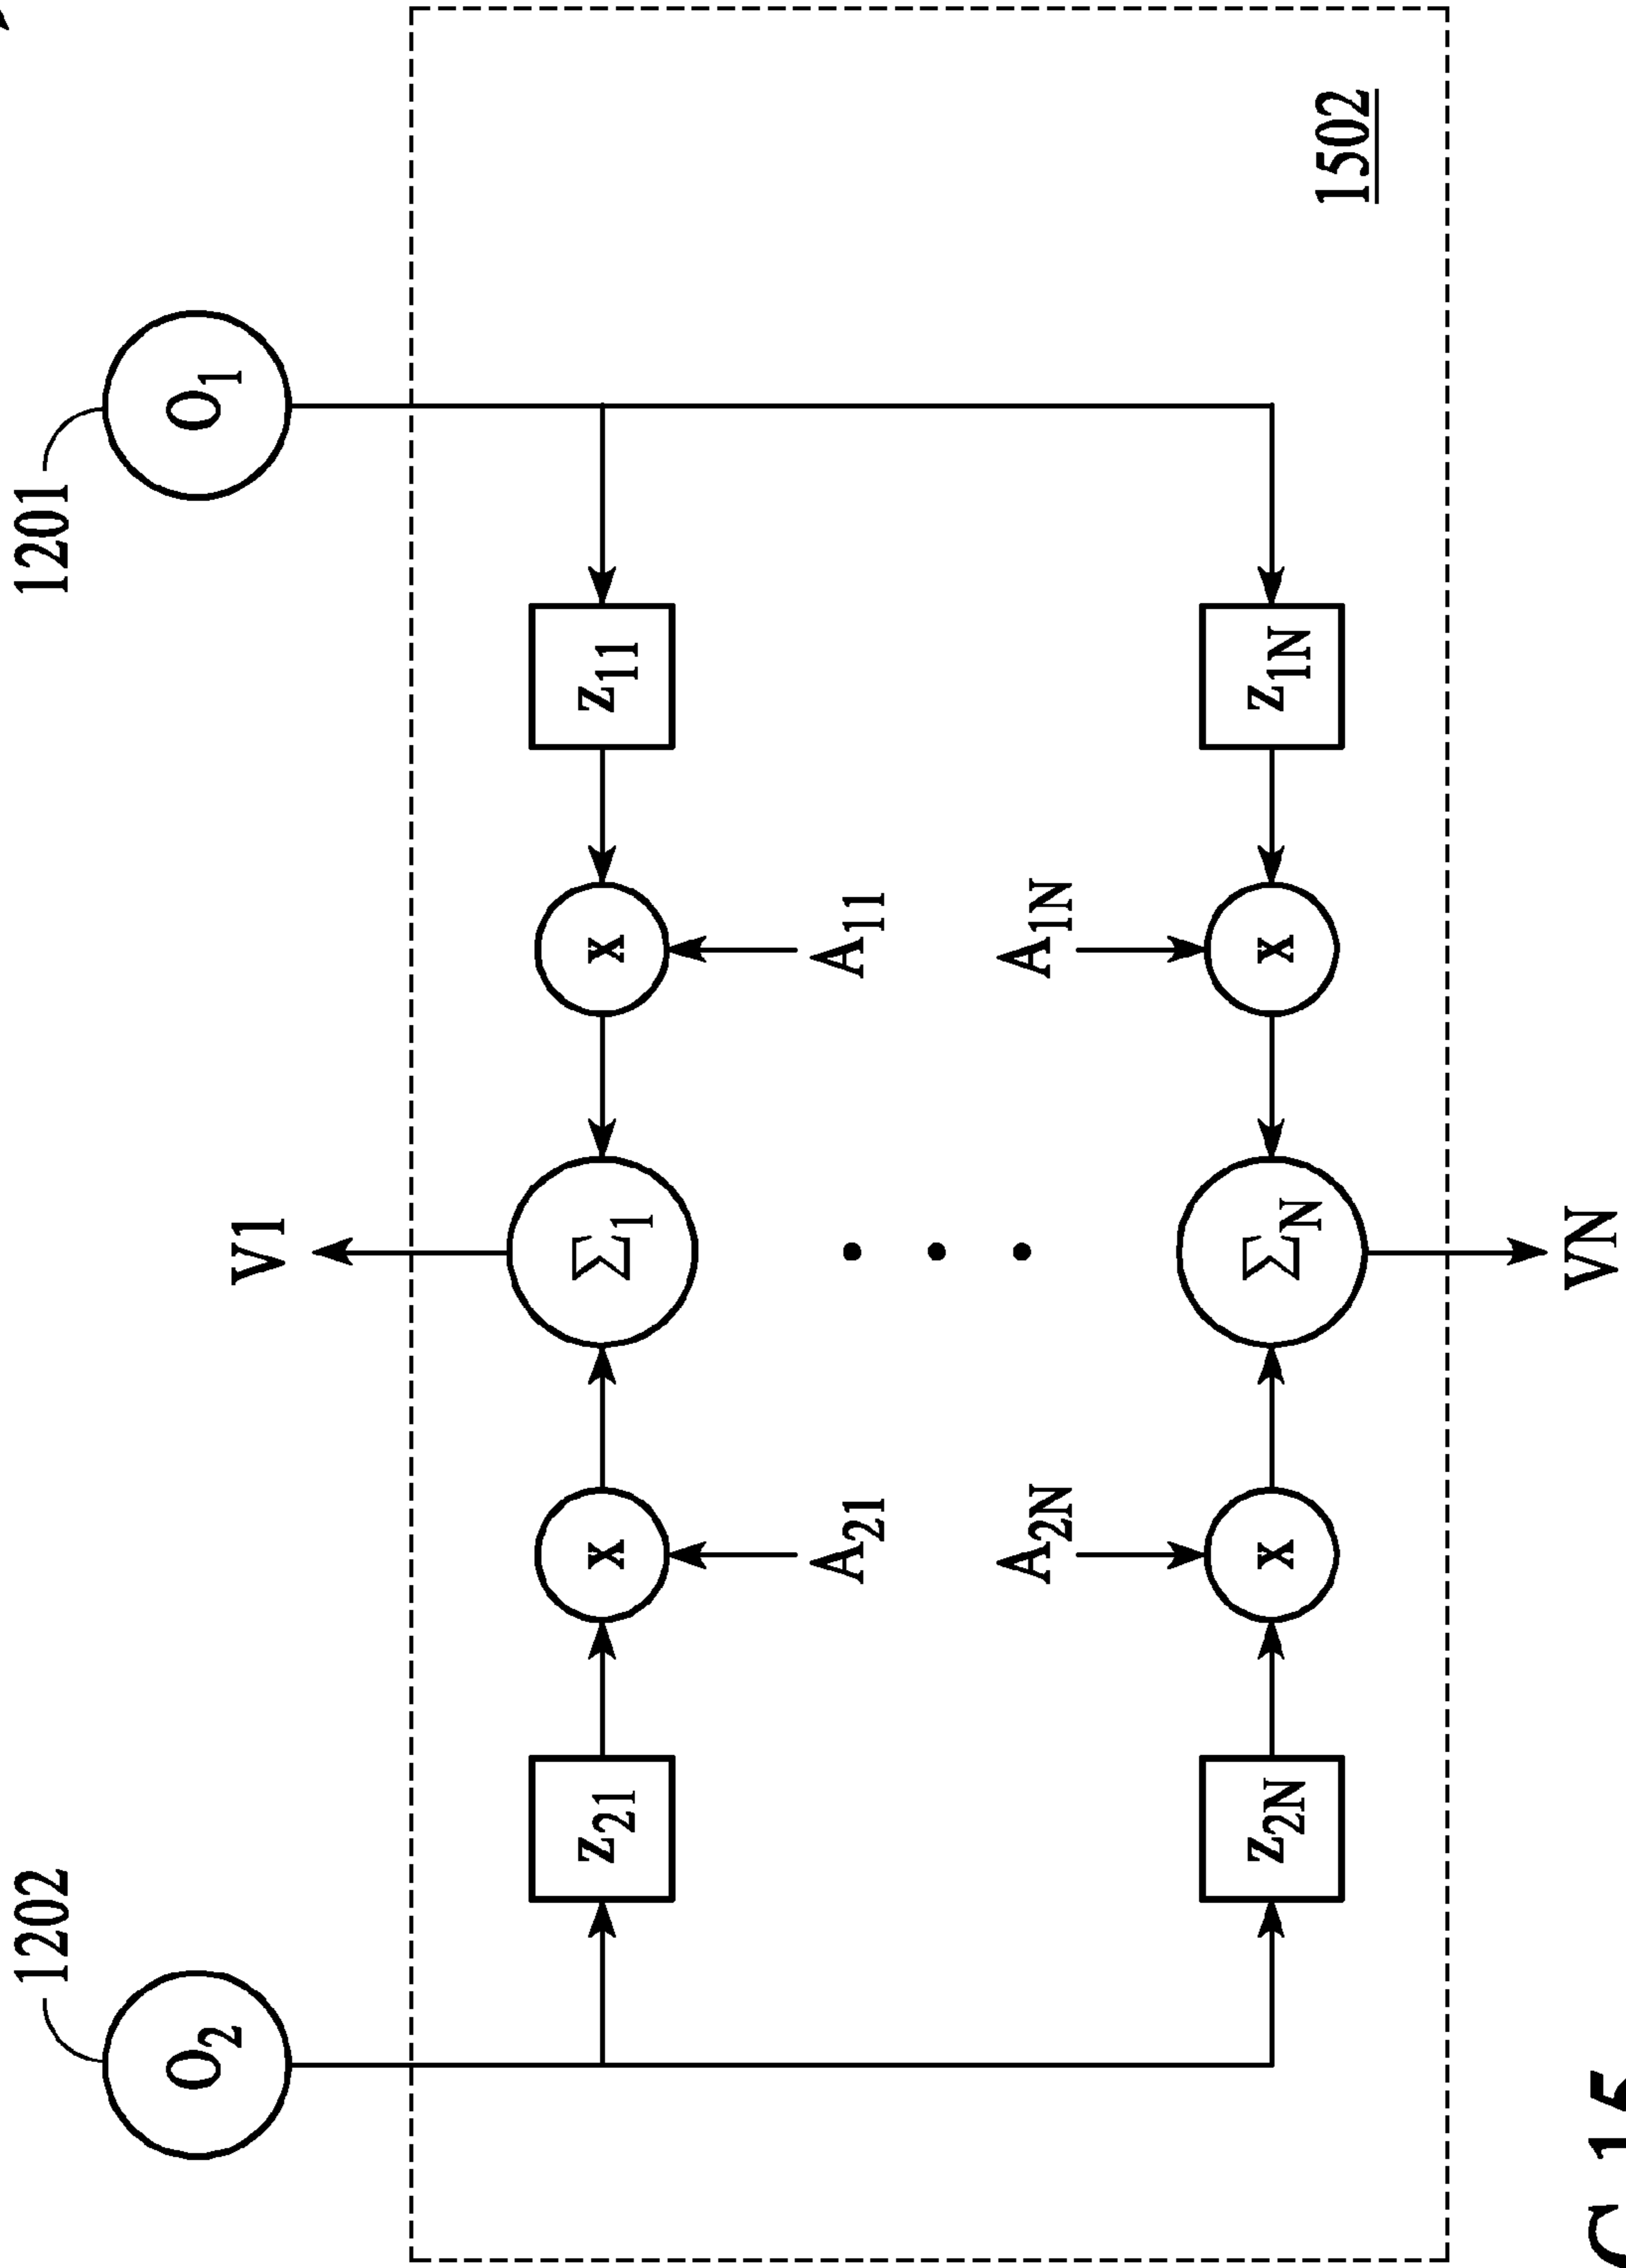 1202
1201
O2
O1
V1
z21
x
Σ1
x
z11
A21
A11
A2N
A1N
z2N
x
ΣN
x
z1N
1502
VN